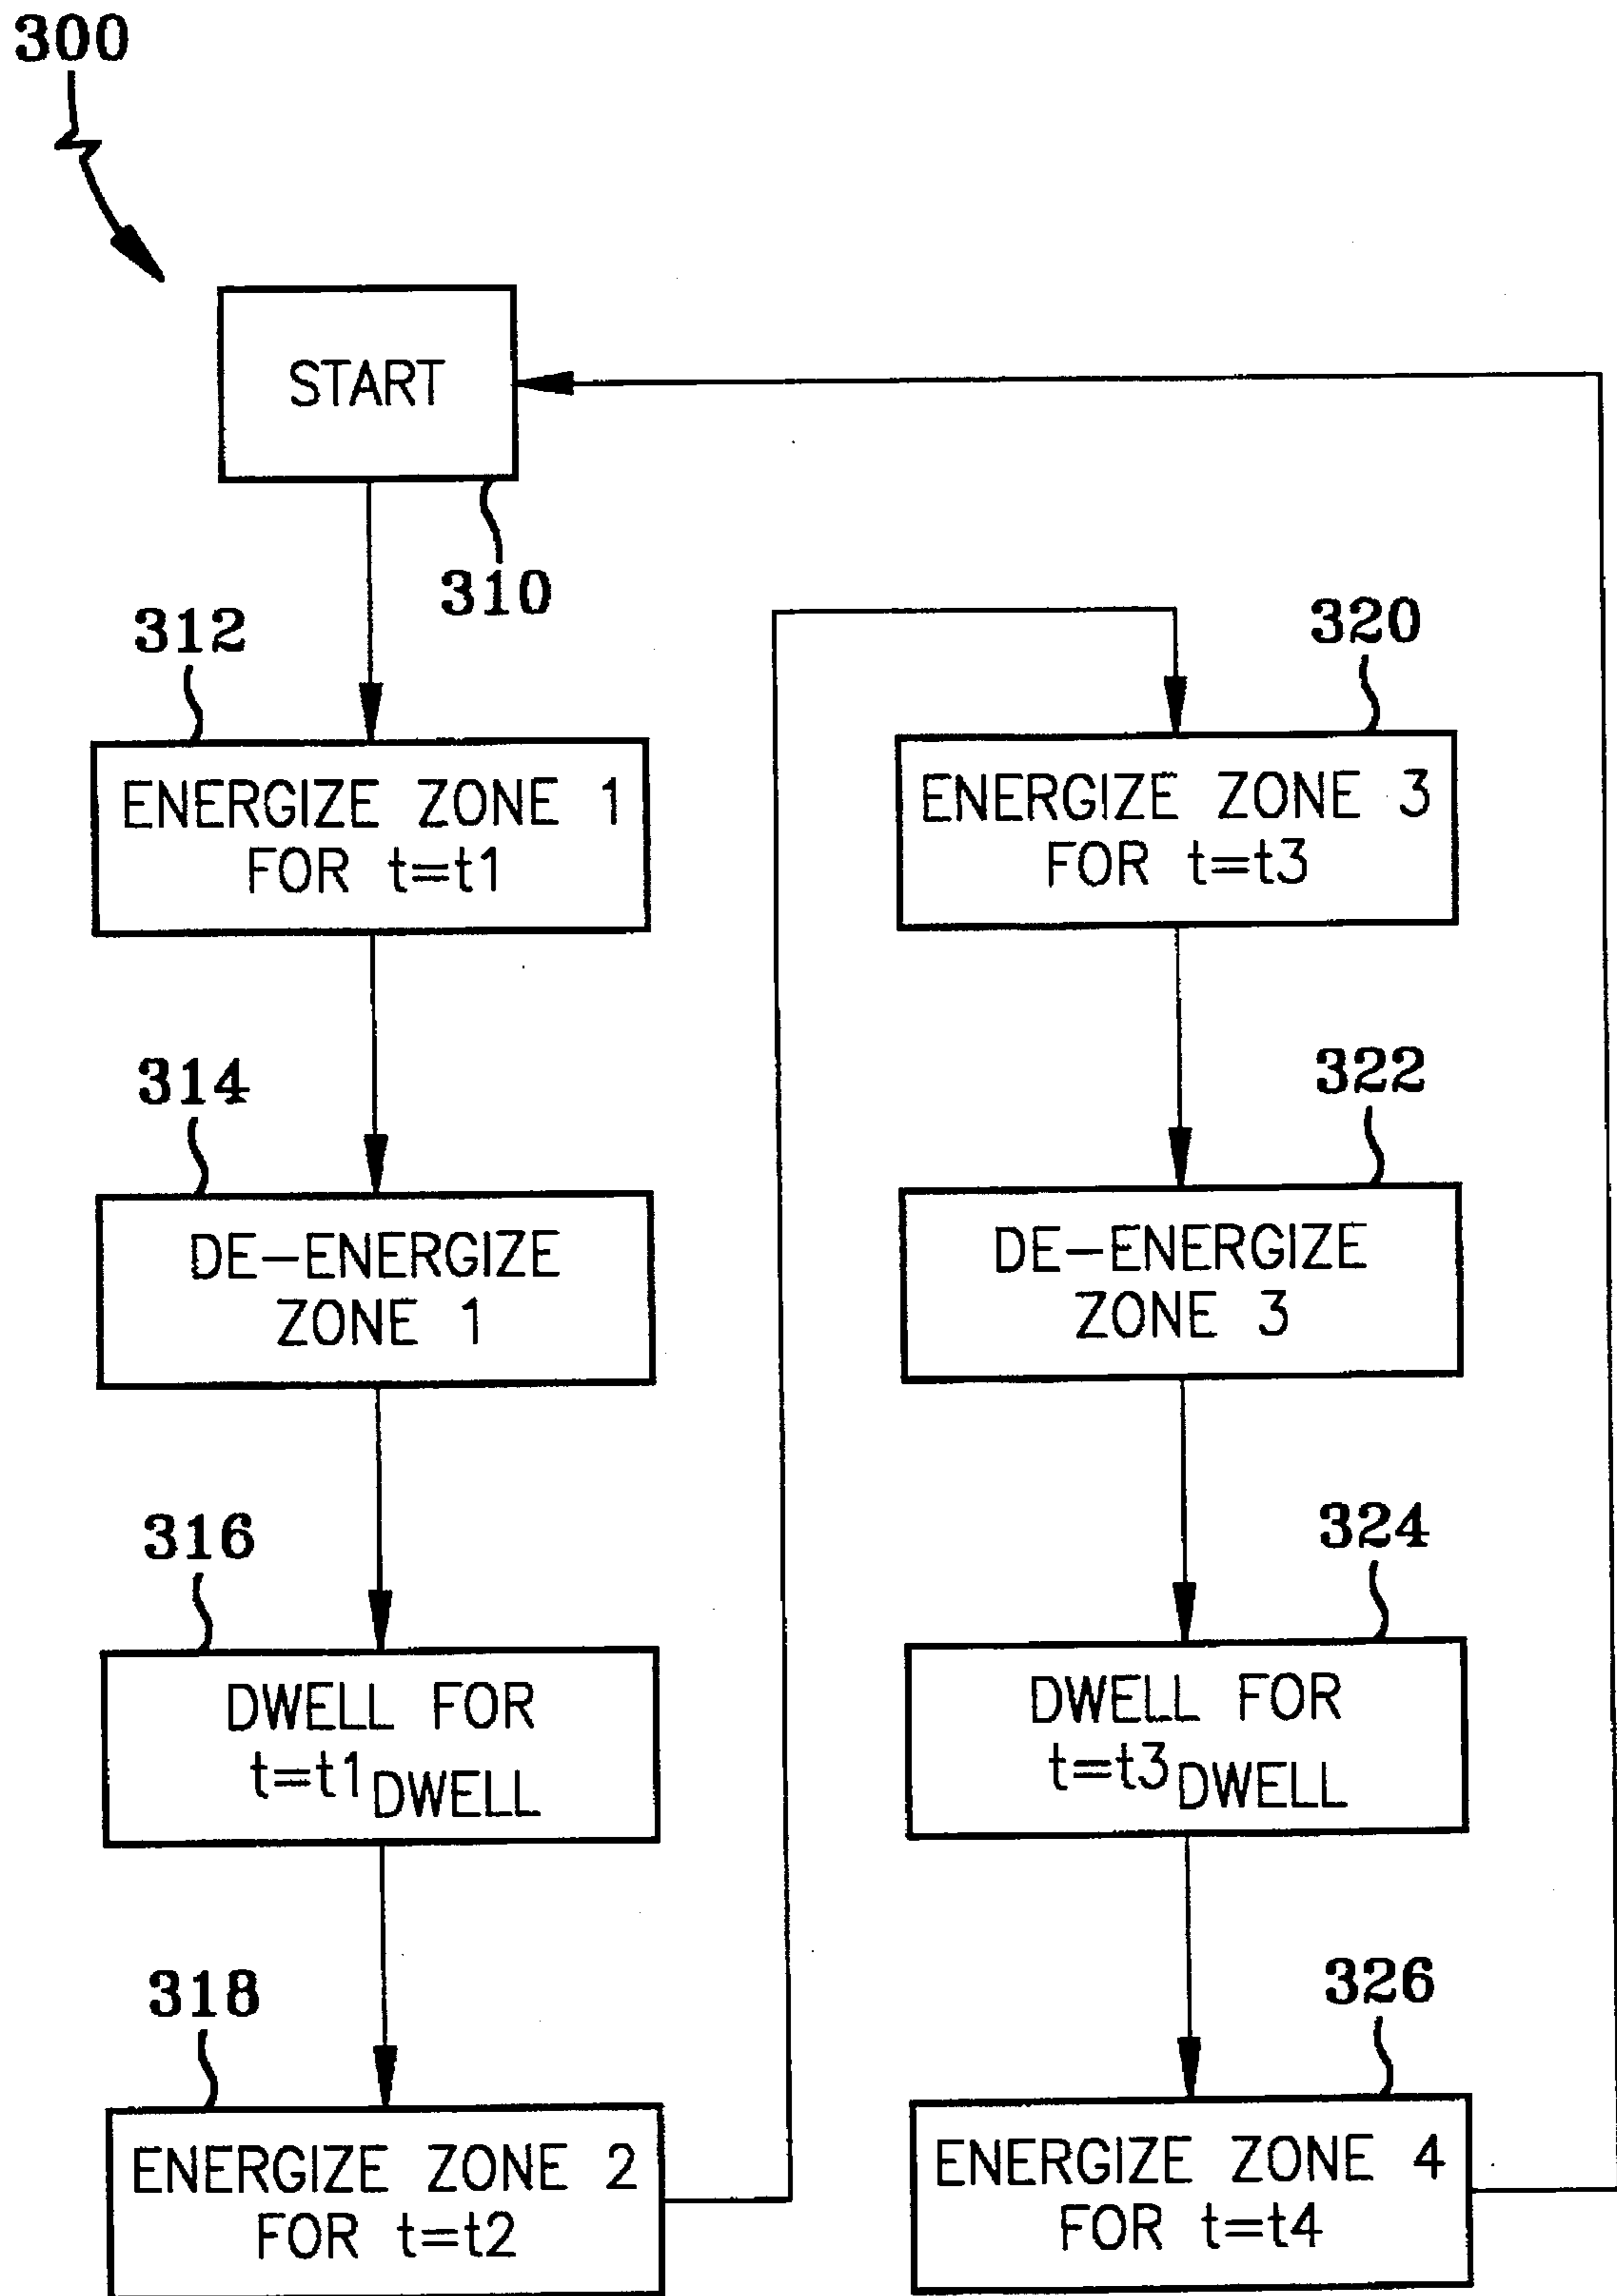 300
START
310
312
ENERGIZE ZONE 1
FOR t=t1
314
DE-ENERGIZE
ZONE 1
316
DWELL FOR
t=t1DWELL
318
ENERGIZE ZONE 2
FOR t=t2
320
ENERGIZE ZONE 3
FOR t=t3
322
DE-ENERGIZE
ZONE 3
324
DWELL FOR
t=t3DWELL
326
ENERGIZE ZONE 4
FOR t=t4